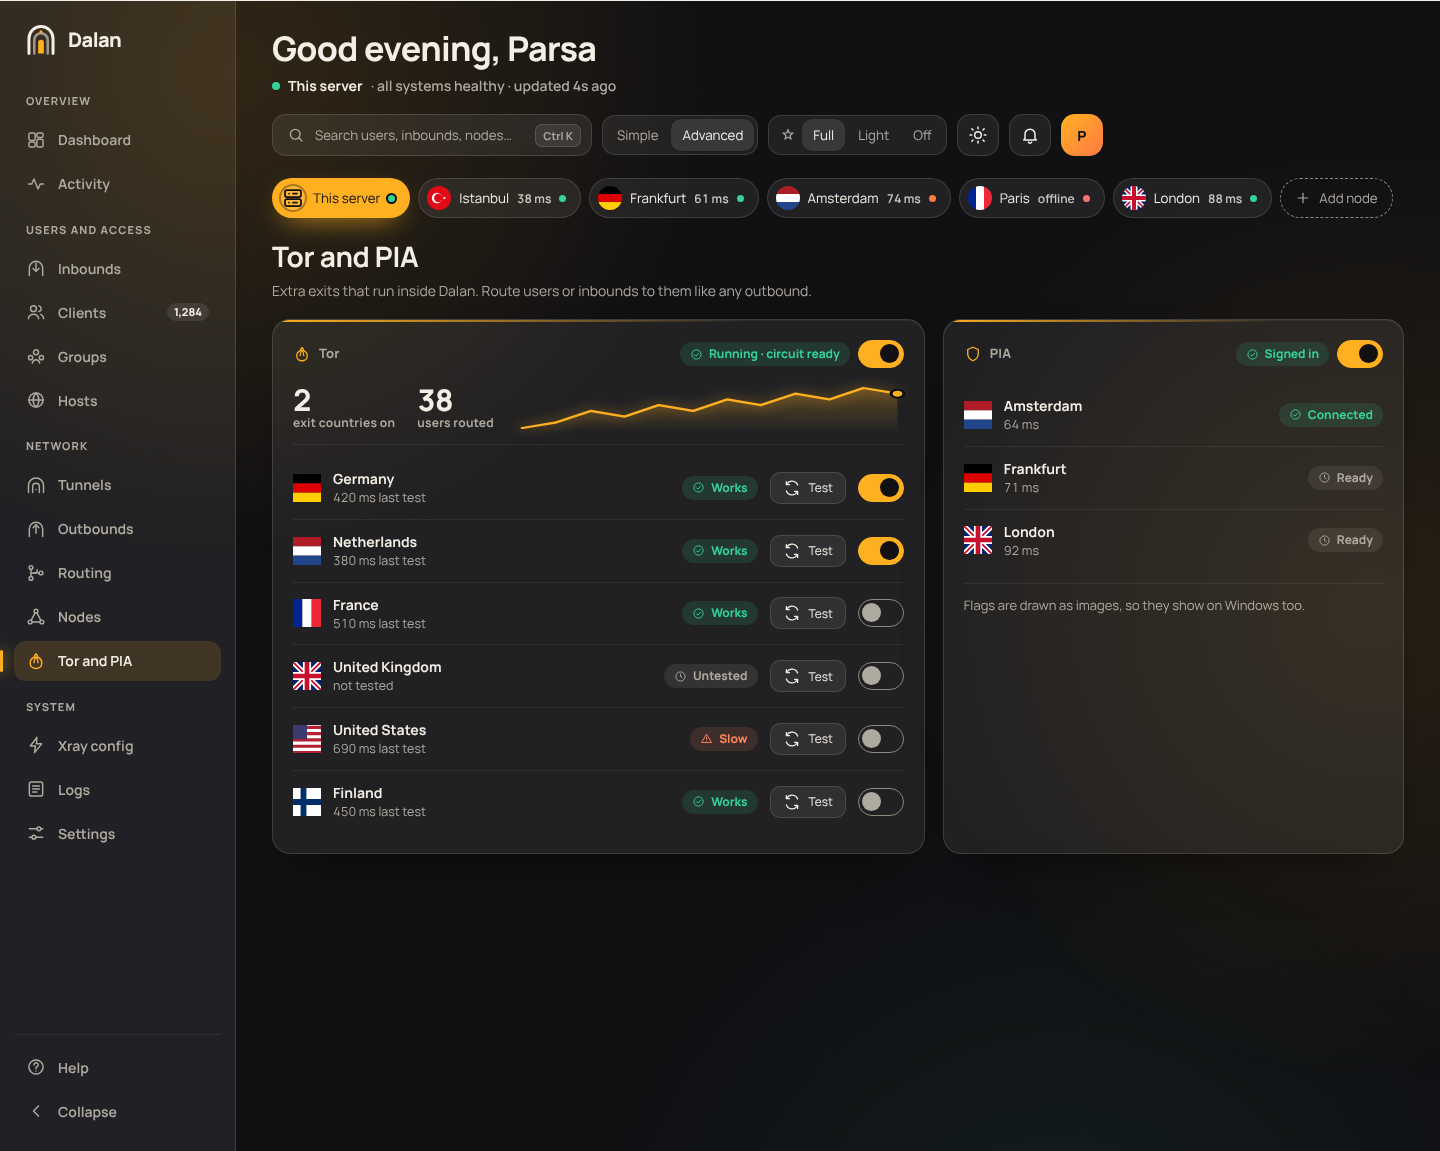 Dalan
OVERVIEW
Dashboard
Activity
USERS AND ACCESS
Inbounds
Clients 1,284
Groups
Hosts
NETWORK
Tunnels
Outbounds
Routing
Nodes
Tor and PIA
SYSTEM
Xray config
Logs
Settings
Help
Collapse
Good evening, Parsa
This server · all systems healthy · updated 4s ago
Search users, inbounds, nodes... Ctrl K Simple Advanced Full Light Off P
This server Istanbul 38 ms Frankfurt 61 ms Amsterdam 74 ms Paris offline London 88 ms Add node
Tor and PIA
Extra exits that run inside Dalan. Route users or inbounds to them like any outbound.
Tor Running · circuit ready
2 38
exit countries on users routed
Germany
420 ms last test
Works Test
Netherlands
380 ms last test
Works Test
France
510 ms last test
Works Test
United Kingdom
not tested
Untested Test
United States
690 ms last test
Slow Test
Finland
450 ms last test
Works Test
PIA Signed in
Amsterdam
64 ms
Connected
Frankfurt
71 ms
Ready
London
92 ms
Ready
Flags are drawn as images, so they show on Windows too.